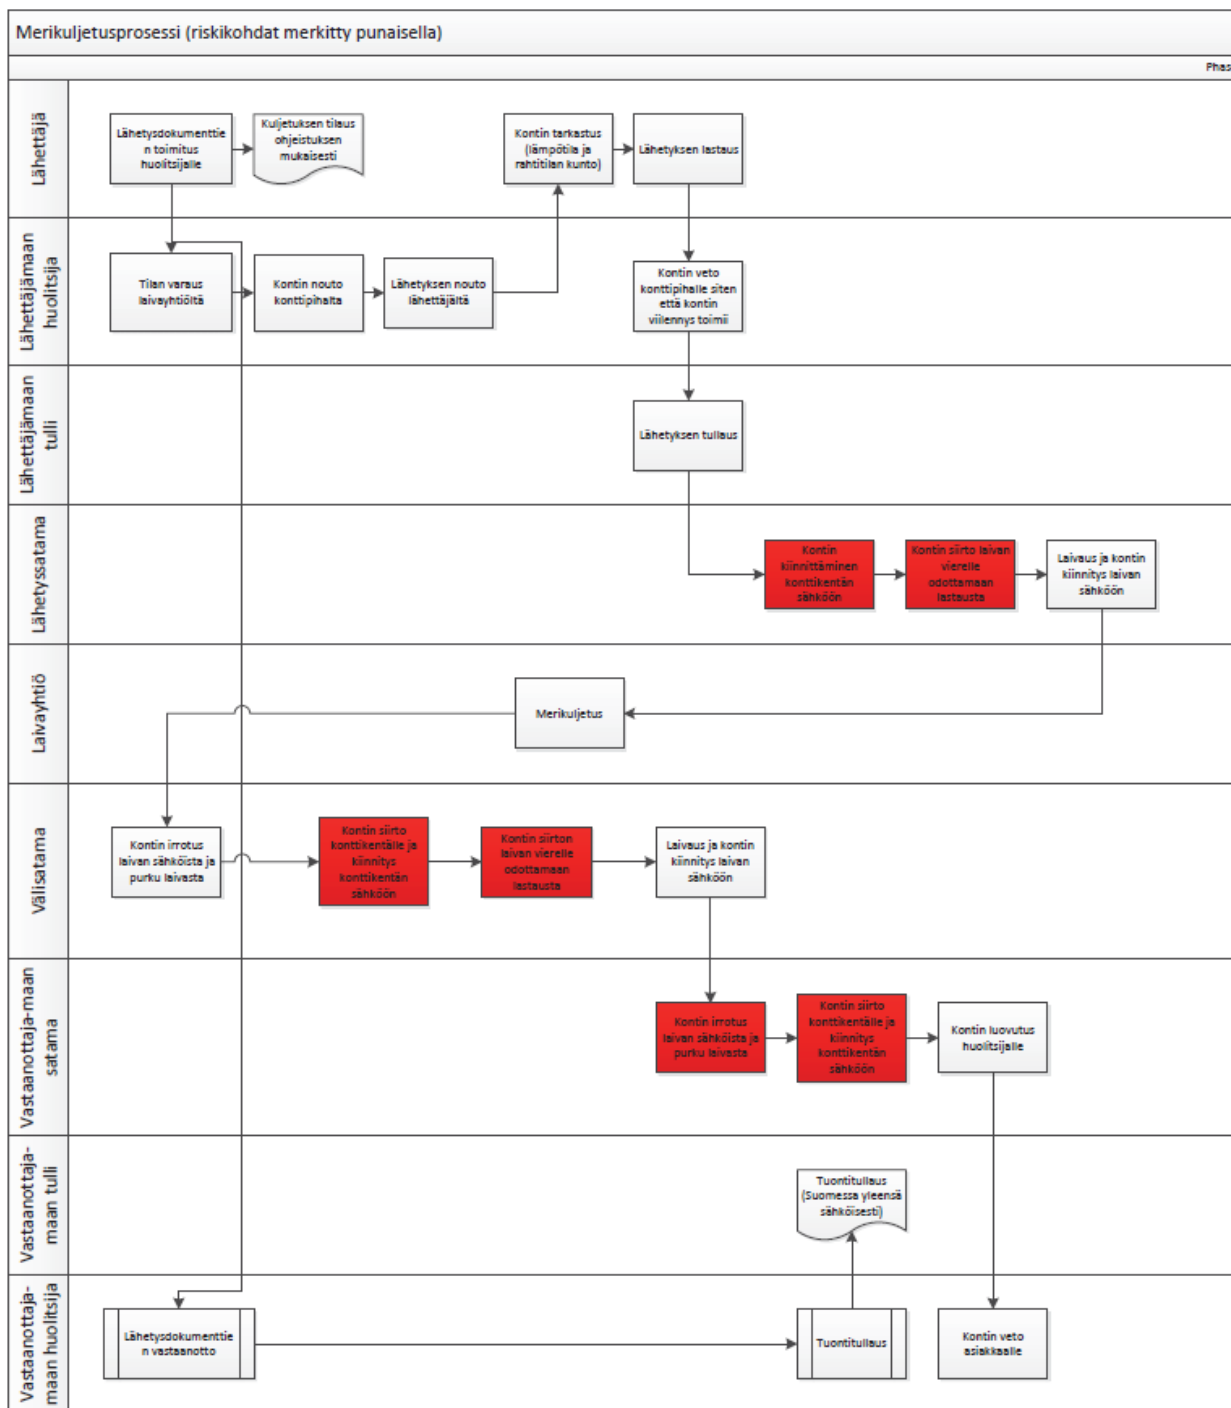 Merikuljetusprosessi (riskikohdat merkitty punaisella)
Phas
Lähettäjä
Lähetysdokumenttie
n toimitus
huolitsijalle
Kuljetuksen tilaus
ohjeistuksen
mukaisesti
Kontin tarkastus
(lämpötila ja
rahtitilan kunto)
Lähetyksen lastaus
Lähettäjämaan
huolitsija
Tilan varaus
laivayhtiöltä
Kontin nouto
konttipihalta
Lähetyksen nouto
lähettäjältä
Kontin veto
konttipihalle siten
että kontin
viilennys toimii
Lähettäjämaan
tulli
Lähetyksen tullaus
Lähetyssatama
Kontin
kiinnittäminen
konttikentän
sähköön
Kontin siirto laivan
vierelle
odottamaan
lastausta
Laivaus ja kontin
kiinnitys laivan
sähköön
Laivayhtiö
Merikuljetus
Välisatama
Kontin irrotus
laivan sähköista ja
purku laivasta
Kontin siirto
konttikentälle ja
kiinnitys
konttikentän
sähköön
Kontin siirton
laivan vierelle
odottamaan
lastausta
Laivaus ja kontin
kiinnitys laivan
sähköön
Vastaanottaja-maan
satama
Kontin irrotus
laivan sähköista ja
purku laivasta
Kontin siirto
konttikentälle ja
kiinnitys
konttikentän
sähköön
Kontin luovutus
huolitsijalle
Vastaanottaja-
maan tulli
Tuontitullaus
(Suomessa yleensä
sähköisesti)
Vastaanottaja-
maan huolitsija
Lähetysdokumenttie
n vastaanotto
Tuontitullaus
Kontin veto
asiakkaalle